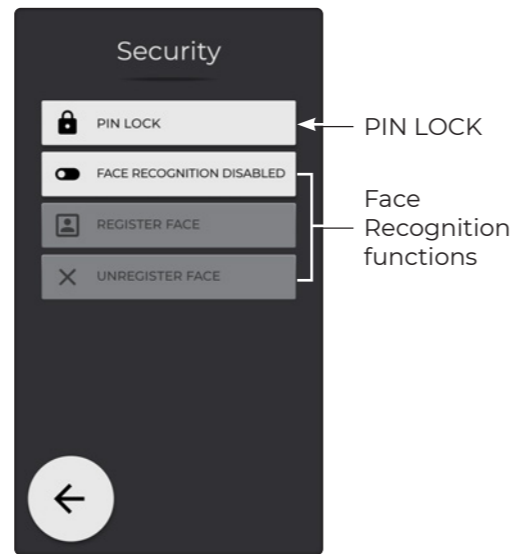 Security
PIN LOCK
PIN LOCK
FACE RECOGNITION DISABLED
REGISTER FACE
UNREGISTER FACE
Face
Recognition
functions